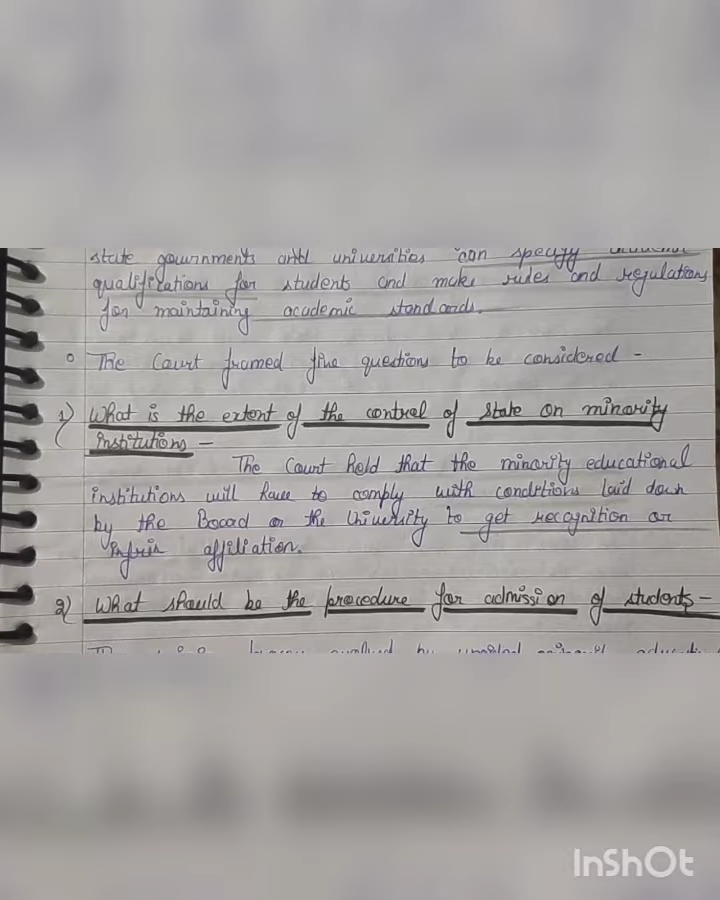 state governments and universities can specify
qualifications for students and make rules and regulations
for maintaining academic standards.
The Court framed five questions to be considered -
1) What is the extent of the control of state on minority
institutions -
The Court held that the minority educational
institutions will have to comply with conditions laid down
by the Board or the University to get recognition or
affiliation.
2) What should be the procedure for admission of students -
by
InShOt